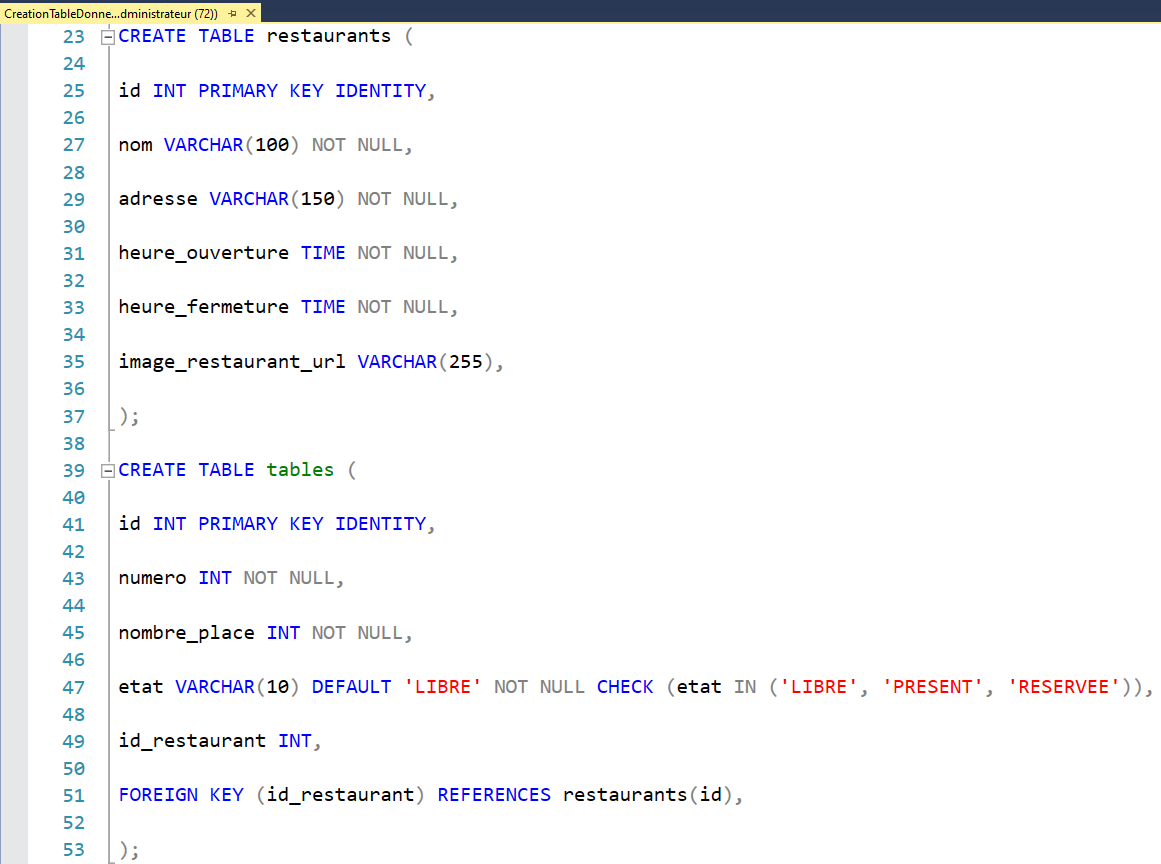 CreationTableDonne...dministrateur (72))
23 CREATE TABLE restaurants (
24
25 id INT PRIMARY KEY IDENTITY,
26
27 nom VARCHAR(100) NOT NULL,
28
29 adresse VARCHAR(150) NOT NULL,
30
31 heure_ouverture TIME NOT NULL,
32
33 heure_fermeture TIME NOT NULL,
34
35 image_restaurant_url VARCHAR(255),
36
37 );
38
39 CREATE TABLE tables (
40
41 id INT PRIMARY KEY IDENTITY,
42
43 numero INT NOT NULL,
44
45 nombre_place INT NOT NULL,
46
47 etat VARCHAR(10) DEFAULT 'LIBRE' NOT NULL CHECK (etat IN ('LIBRE', 'PRESENT', 'RESERVEE')),
48
49 id_restaurant INT,
50
51 FOREIGN KEY (id_restaurant) REFERENCES restaurants(id),
52
53 );